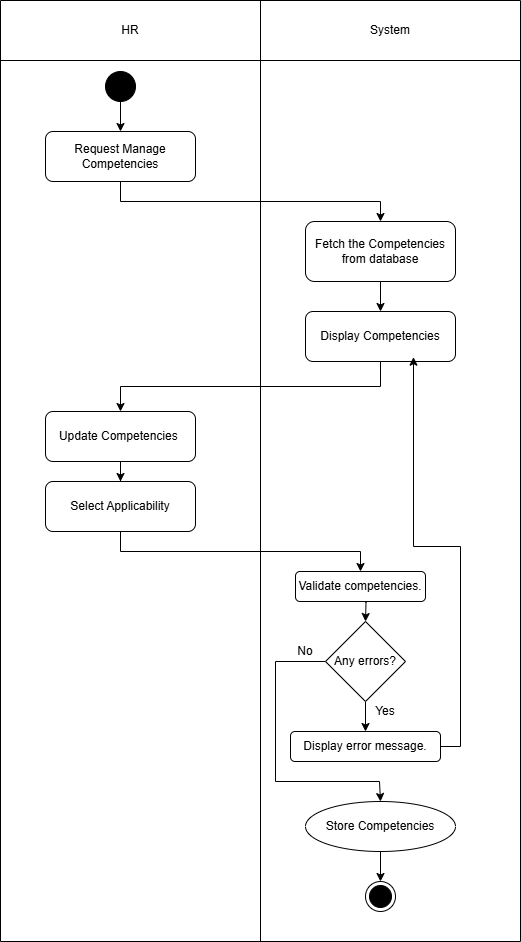 HR
System
Request Manage
Competencies
Fetch the Competencies
from database
Display Competencies
Update Competencies
Select Applicability
Validate competencies.
No
Any errors?
Yes
Display error message.
Store Competencies